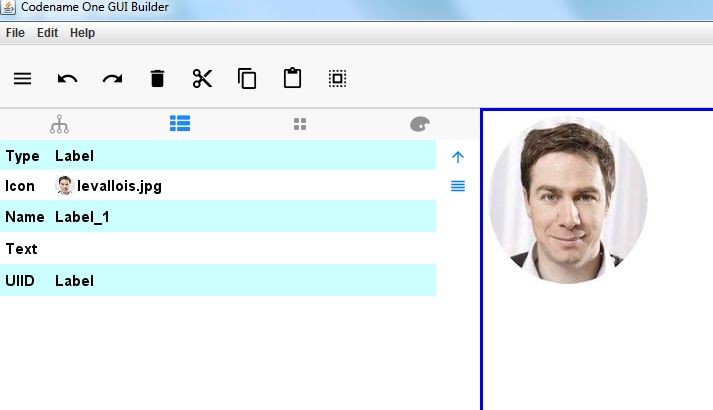 Codename One GUI Builder
File Edit Help
Type Label
Icon levallois.jpg
Name Label_1
Text
UIID Label